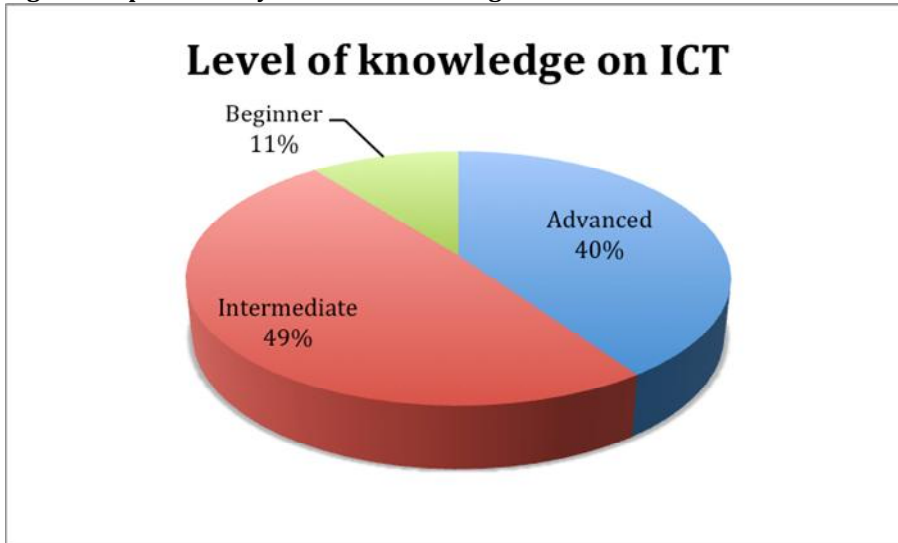 Level of knowledge on ICT
Beginner
11%
Advanced
40%
Intermediate
49%